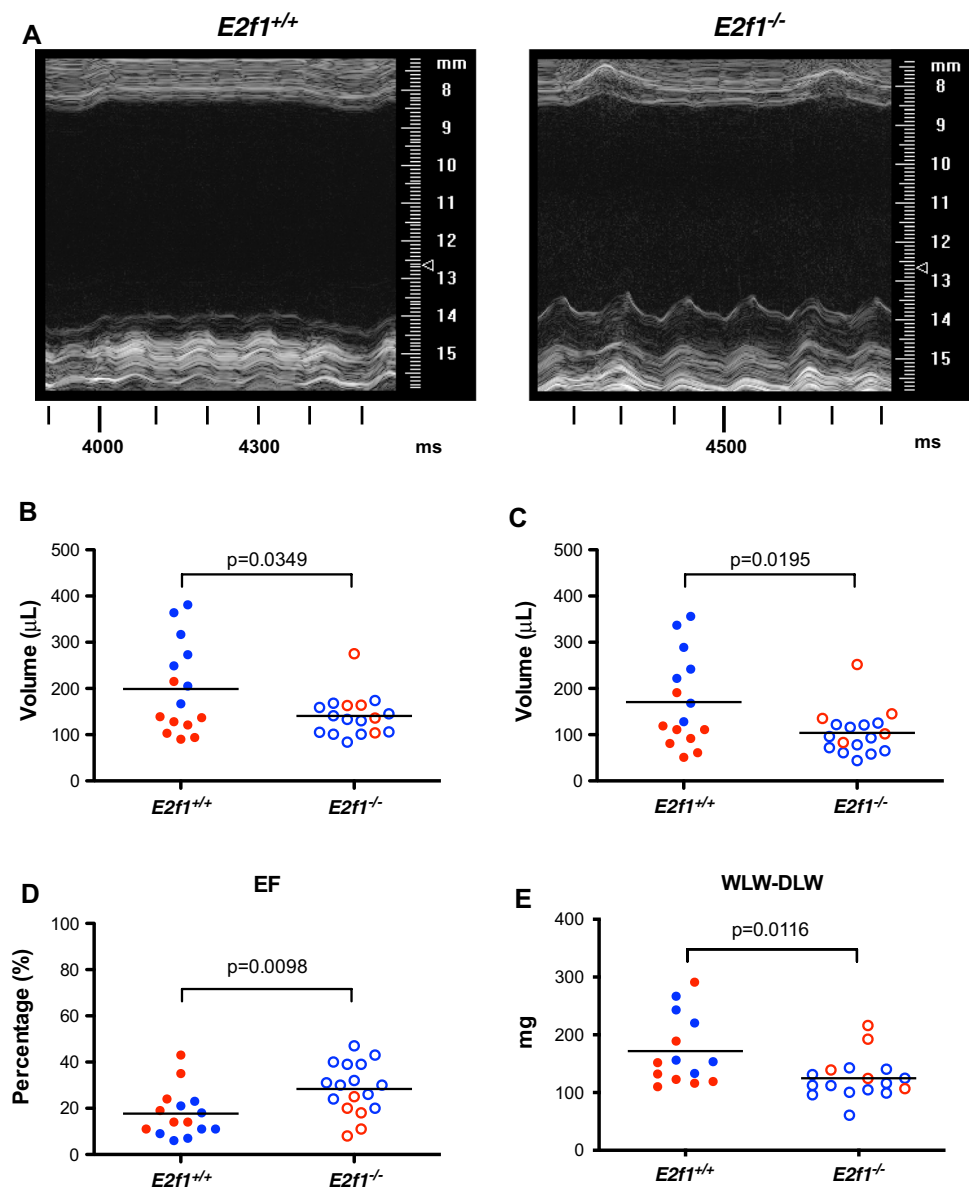 A
E2f1+/+
E2f1-/-
mm
8
9
10
11
12
13
14
15
mm
8
9
10
11
12
13
14
15
4000
4300
ms
4500
ms
B
C
500
400
300
200
100
0
Volume (μL)
p=0.0349
E2f1+/+
E2f1-/-
500
400
300
200
100
0
Volume (μL)
p=0.0195
E2f1+/+
E2f1-/-
D
EF
100
80
60
40
20
0
Percentage (%)
p=0.0098
E2f1+/+
E2f1-/-
E
WLW-DLW
400
300
200
100
0
mg
p=0.0116
E2f1+/+
E2f1-/-